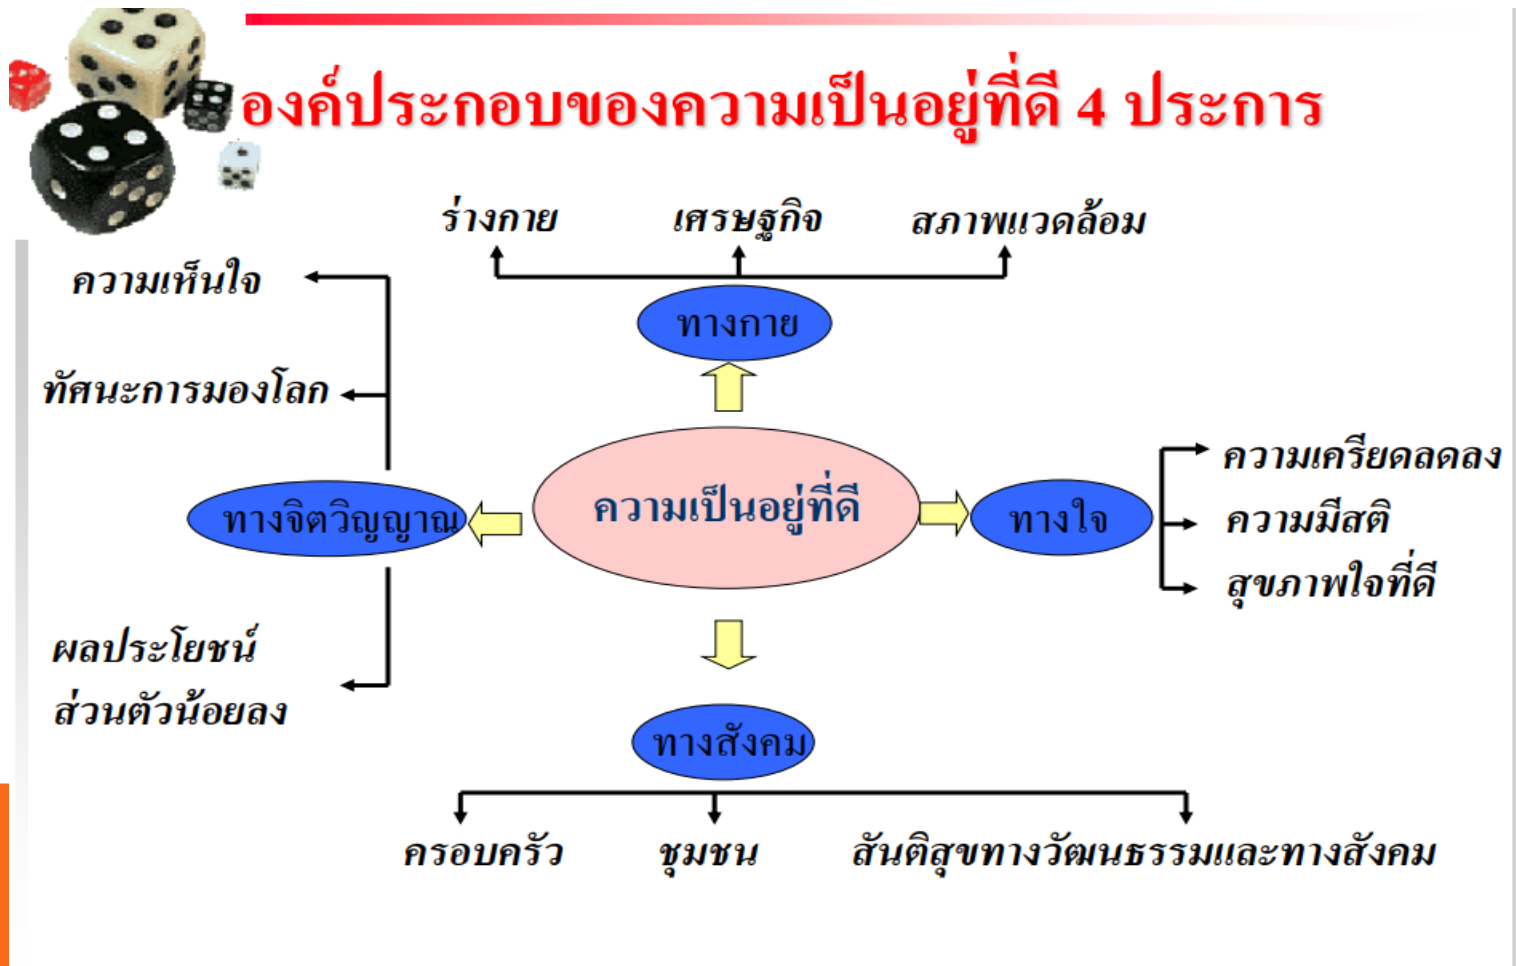 องค์ประกอบของความเป็นอยู่ที่ดี 4 ประการ
ร่างกาย
เศรษฐกิจ
สภาพแวดล้อม
ทางกาย
ความเห็นใจ
ทัศนะการมองโลก
ทางจิตวิญญาณ
ผลประโยชน์
ส่วนตัวน้อยลง
ความเป็นอยู่ที่ดี
ทางใจ
ความเครียดลดลง
ความมีสติ
สุขภาพใจที่ดี
ทางสังคม
ครอบครัว
ชุมชน
สันติสุขทางวัฒนธรรมและทางสังคม